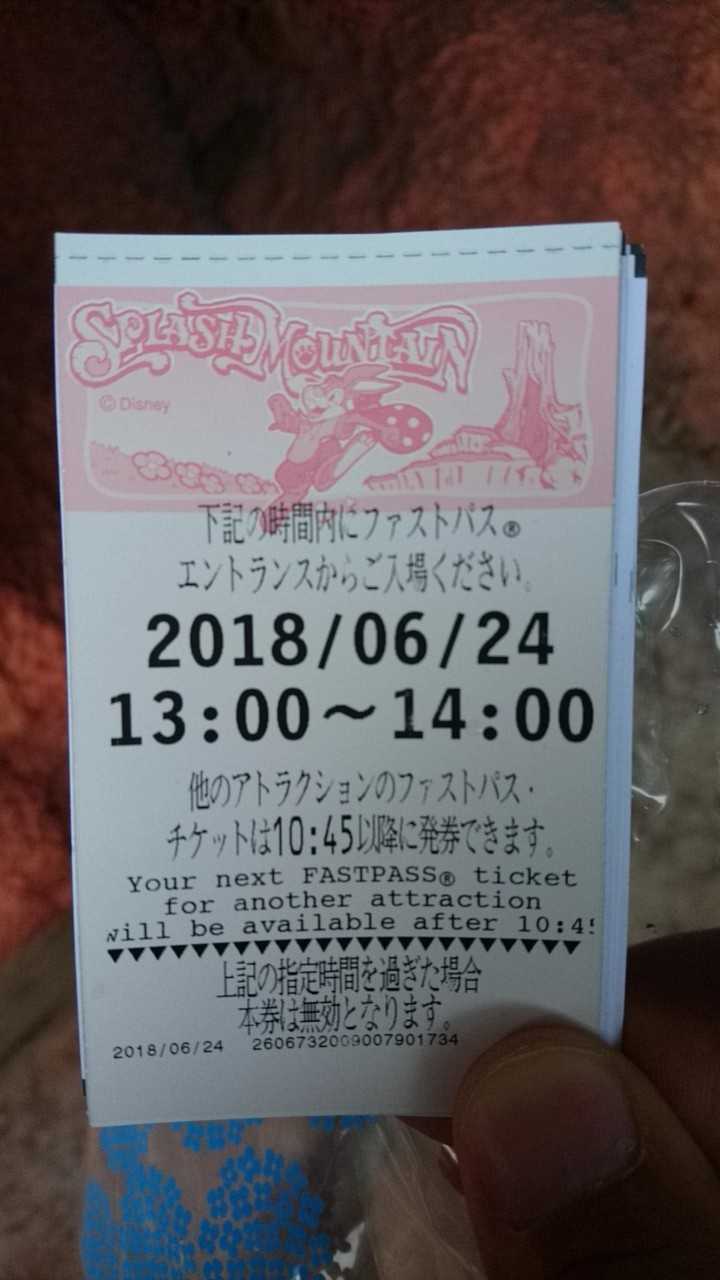 SPLASH MOUNTAIN
© Disney
下記の時間内にファストパス®
エントランスからご入場ください。
2018/06/24
13:00～14:00
他のアトラクションのファストパス・
チケットは10:45以降に発券できます。
Your next FASTPASS® ticket
for another attraction
will be available after 10:45
上記の指定時間を過ぎた場合
本券は無効となります。
2018/06/24 2606732009007901734